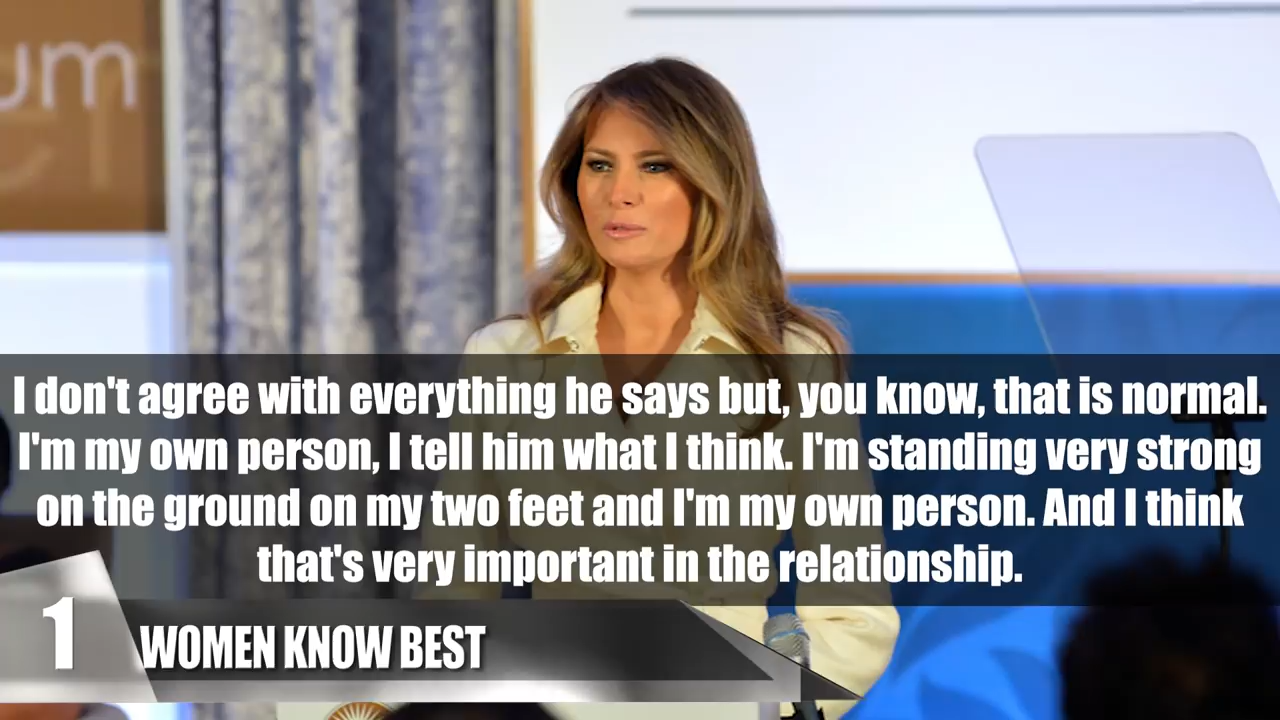 um
I don't agree with everything he says but, you know, that is normal.
I'm my own person, I tell him what I think. I'm standing very strong
on the ground on my two feet and I'm my own person. And I think
that's very important in the relationship.
1
WOMEN KNOW BEST